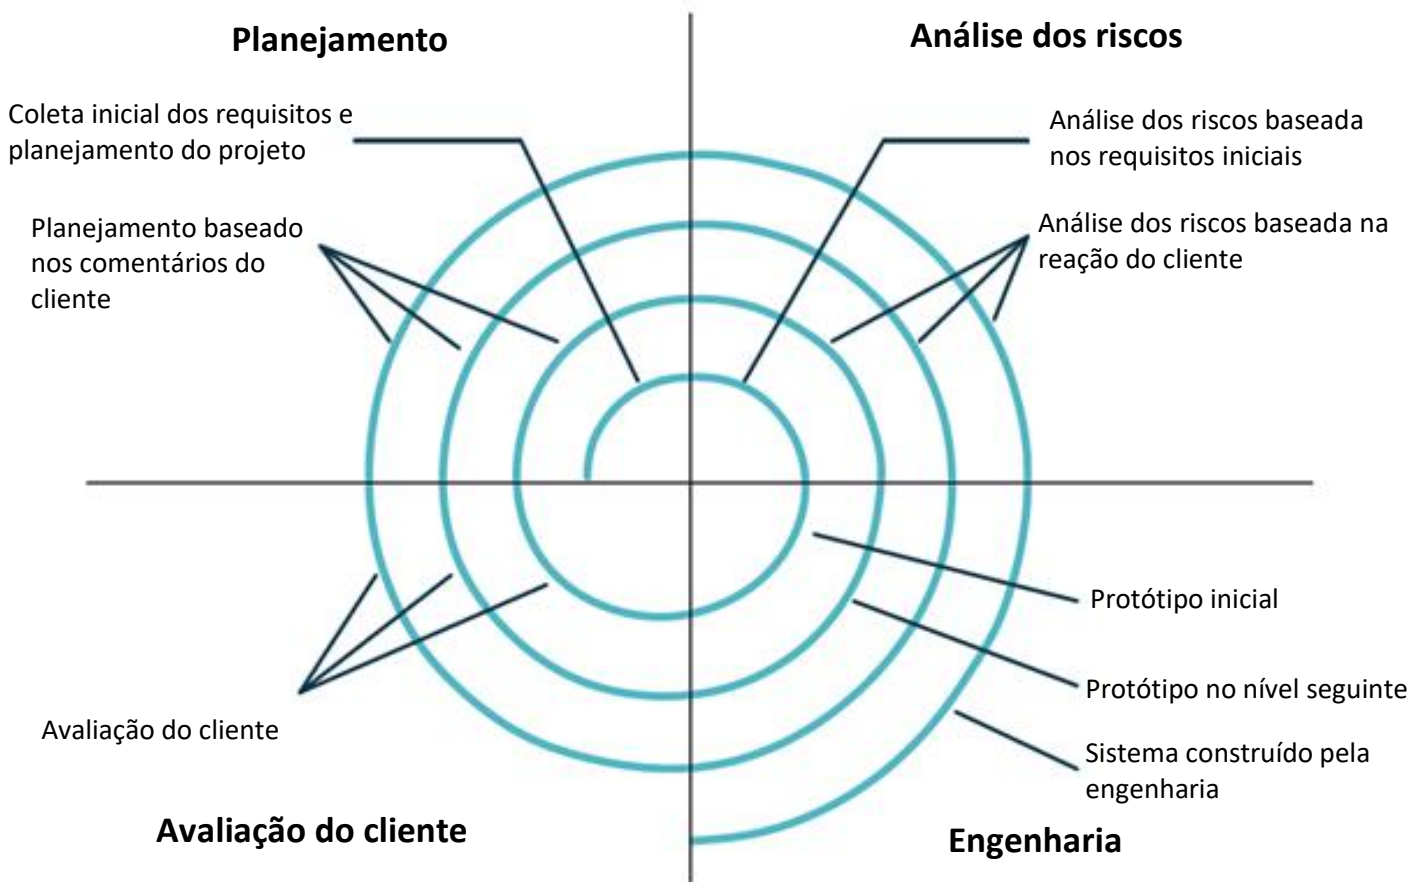 Planejamento
Análise dos riscos
Coleta inicial dos requisitos e
planejamento do projeto
Análise dos riscos baseada
nos requisitos iniciais
Planejamento baseado
nos comentários do
cliente
Análise dos riscos baseada na
reação do cliente
Protótipo inicial
Protótipo no nível seguinte
Sistema construído pela
engenharia
Avaliação do cliente
Avaliação do cliente
Engenharia